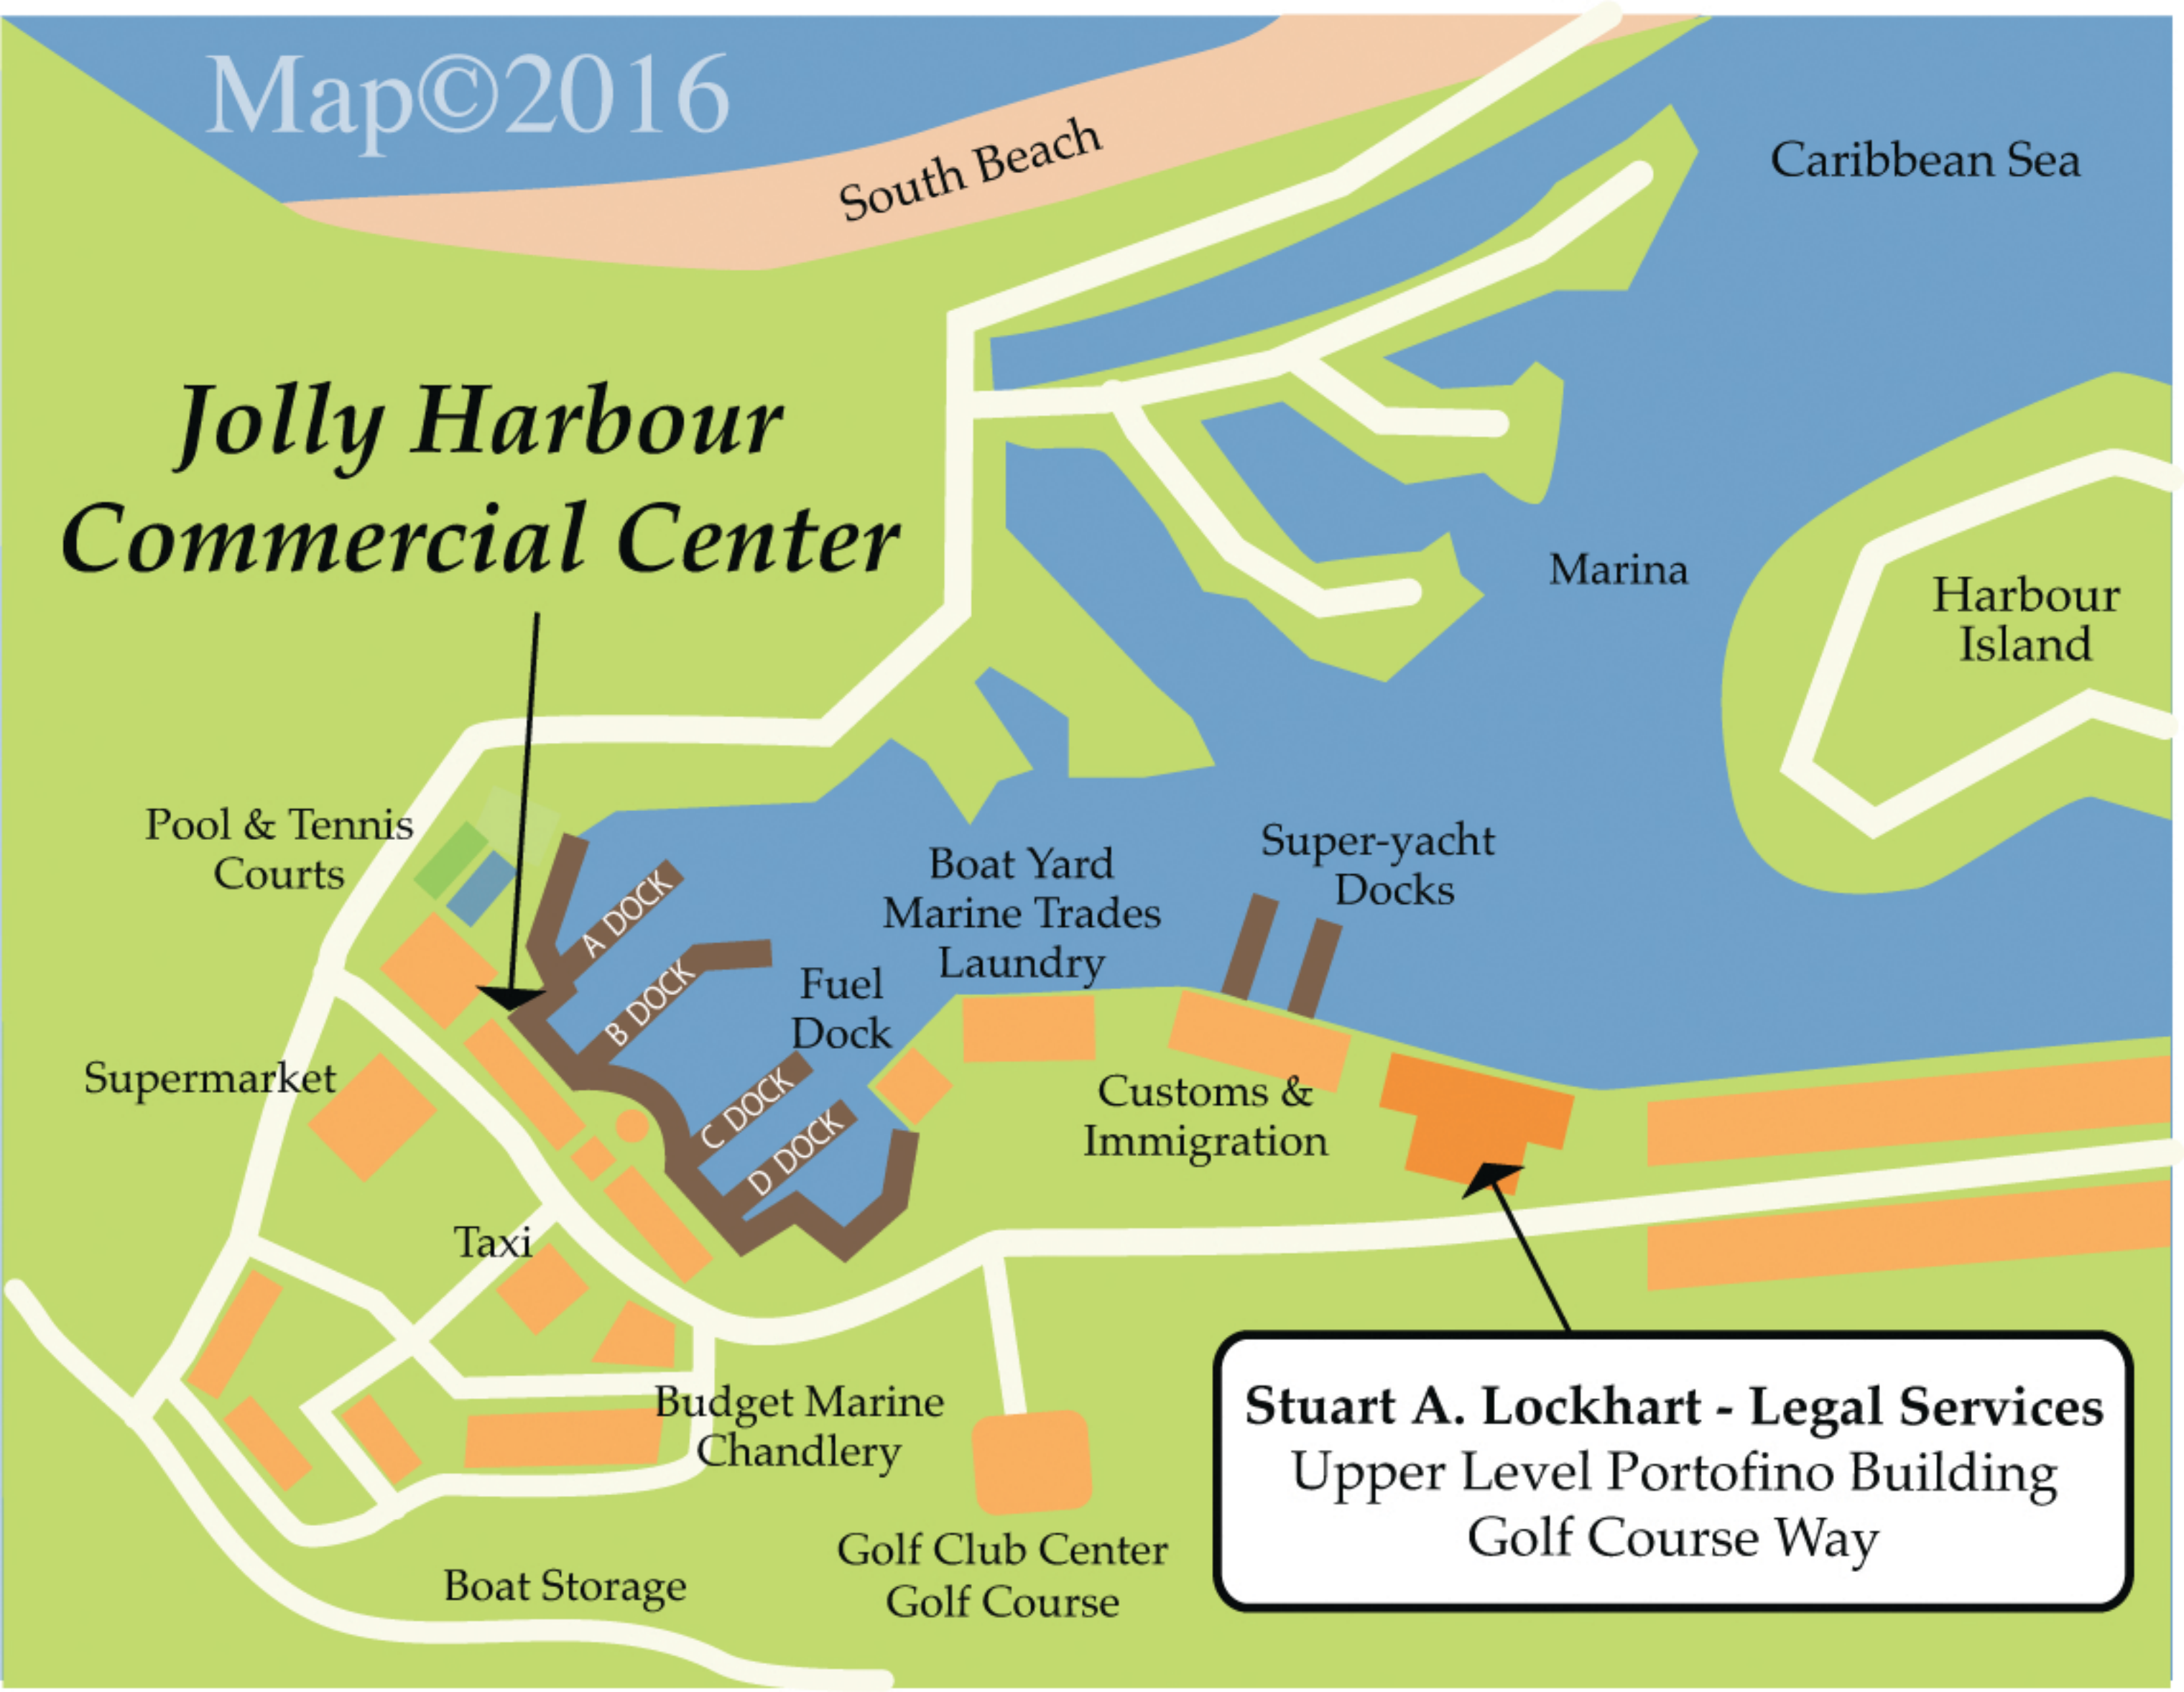 Map©2016
South Beach
Caribbean Sea
Jolly Harbour
Commercial Center
Marina
Harbour
Island
Pool & Tennis
Courts
A DOCK
B DOCK
Boat Yard
Marine Trades
Laundry
Super-yacht
Docks
Fuel
Dock
Supermarket
C DOCK
D DOCK
Customs &
Immigration
Taxi
Budget Marine
Chandlery
Stuart A. Lockhart - Legal Services
Upper Level Portofino Building
Golf Course Way
Golf Club Center
Golf Course
Boat Storage